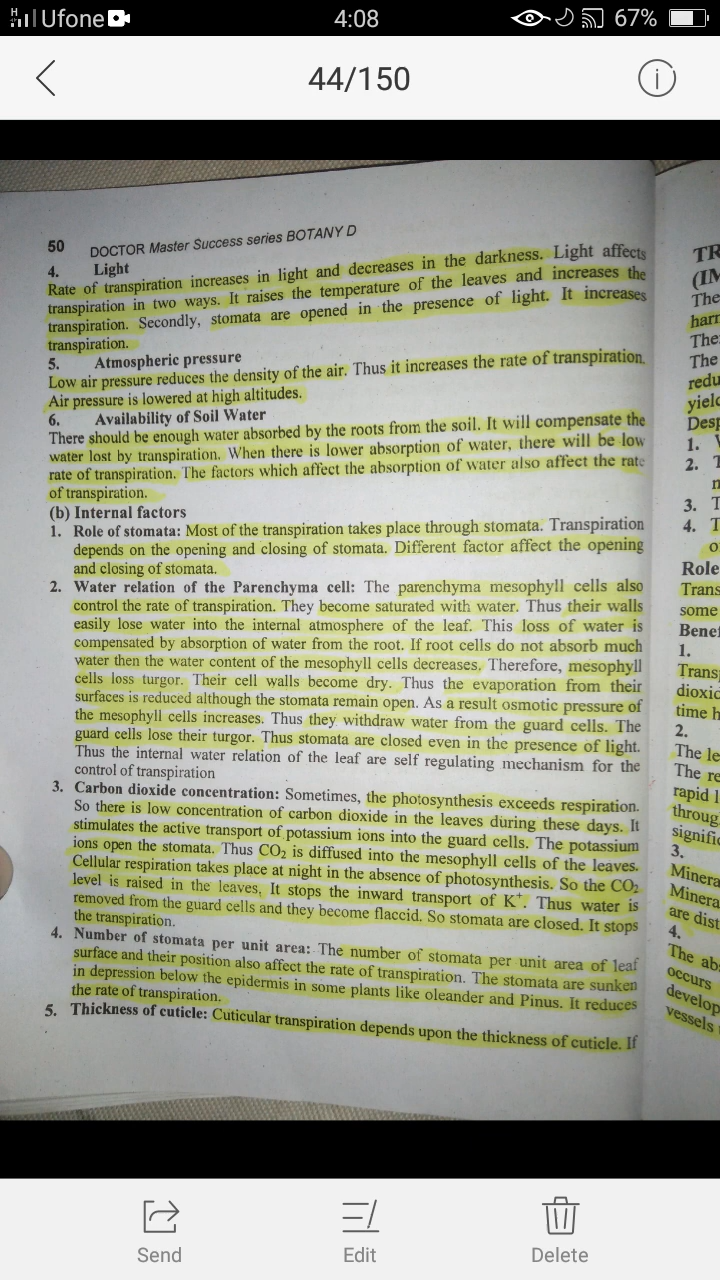 Ufone
4:08
67%
44/150
50 DOCTOR Master Success series BOTANY D
4. Light
Rate of transpiration increases in light and decreases in the darkness. Light affects
transpiration in two ways. It raises the temperature of the leaves and increases the
transpiration. Secondly, stomata are opened in the presence of light. It increases
transpiration.
5. Atmospheric pressure
Low air pressure reduces the density of the air. Thus it increases the rate of transpiration.
Air pressure is lowered at high altitudes.
6. Availability of Soil Water
There should be enough water absorbed by the roots from the soil. It will compensate the
water lost by transpiration. When there is lower absorption of water, there will be low
rate of transpiration. The factors which affect the absorption of water also affect the rate
of transpiration.
(b) Internal factors
1. Role of stomata: Most of the transpiration takes place through stomata. Transpiration
depends on the opening and closing of stomata. Different factor affect the opening
and closing of stomata.
2. Water relation of the Parenchyma cell: The parenchyma mesophyll cells also
control the rate of transpiration. They become saturated with water. Thus their walls
easily lose water into the internal atmosphere of the leaf. This loss of water is
compensated by absorption of water from the root. If root cells do not absorb much
water then the water content of the mesophyll cells decreases. Therefore, mesophyll
cells loss turgor. Their cell walls become dry. Thus the evaporation from their
surfaces is reduced although the stomata remain open. As a result osmotic pressure of
the mesophyll cells increases. Thus they withdraw water from the guard cells. The
guard cells lose their turgor. Thus stomata are closed even in the presence of light.
Thus the internal water relation of the leaf are self regulating mechanism for the
control of transpiration
3. Carbon dioxide concentration: Sometimes, the photosynthesis exceeds respiration.
So there is low concentration of carbon dioxide in the leaves during these days. It
stimulates the active transport of potassium ions into the guard cells. The potassium
ions open the stomata. Thus CO₂ is diffused into the mesophyll cells of the leaves.
Cellular respiration takes place at night in the absence of photosynthesis. So the CO₂
level is raised in the leaves. It stops the inward transport of K⁺. Thus water is
removed from the guard cells and they become flaccid. So stomata are closed. It stops
the transpiration.
4. Number of stomata per unit area: The number of stomata per unit area of leaf
surface and their position also affect the rate of transpiration. The stomata are sunken
in depression below the epidermis in some plants like oleander and Pinus. It reduces
the rate of transpiration.
5. Thickness of cuticle: Cuticular transpiration depends upon the thickness of cuticle. If
TR
(IM
The
harr
The
The
redu
yield
Desp
1.
2. T
3. T
4. T
Role
Trans
some
Benef
1.
Transp
dioxid
time h
2.
The le
The re
rapid l
throug
signific
3.
Minera
Minera
are dist
4.
The ab
occurs
develop
vessels
Send
Edit
Delete